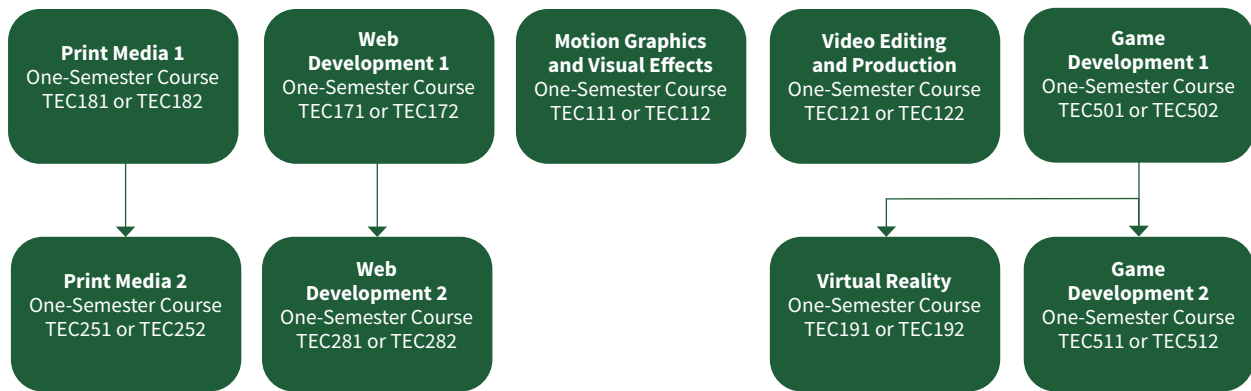 Print Media 1
One-Semester Course
TEC181 or TEC182
Web
Development 1
One-Semester Course
TEC171 or TEC172
Motion Graphics
and Visual Effects
One-Semester Course
TEC111 or TEC112
Video Editing
and Production
One-Semester Course
TEC121 or TEC122
Game
Development 1
One-Semester Course
TEC501 or TEC502
Print Media 2
One-Semester Course
TEC251 or TEC252
Web
Development 2
One-Semester Course
TEC281 or TEC282
Virtual Reality
One-Semester Course
TEC191 or TEC192
Game
Development 2
One-Semester Course
TEC511 or TEC512